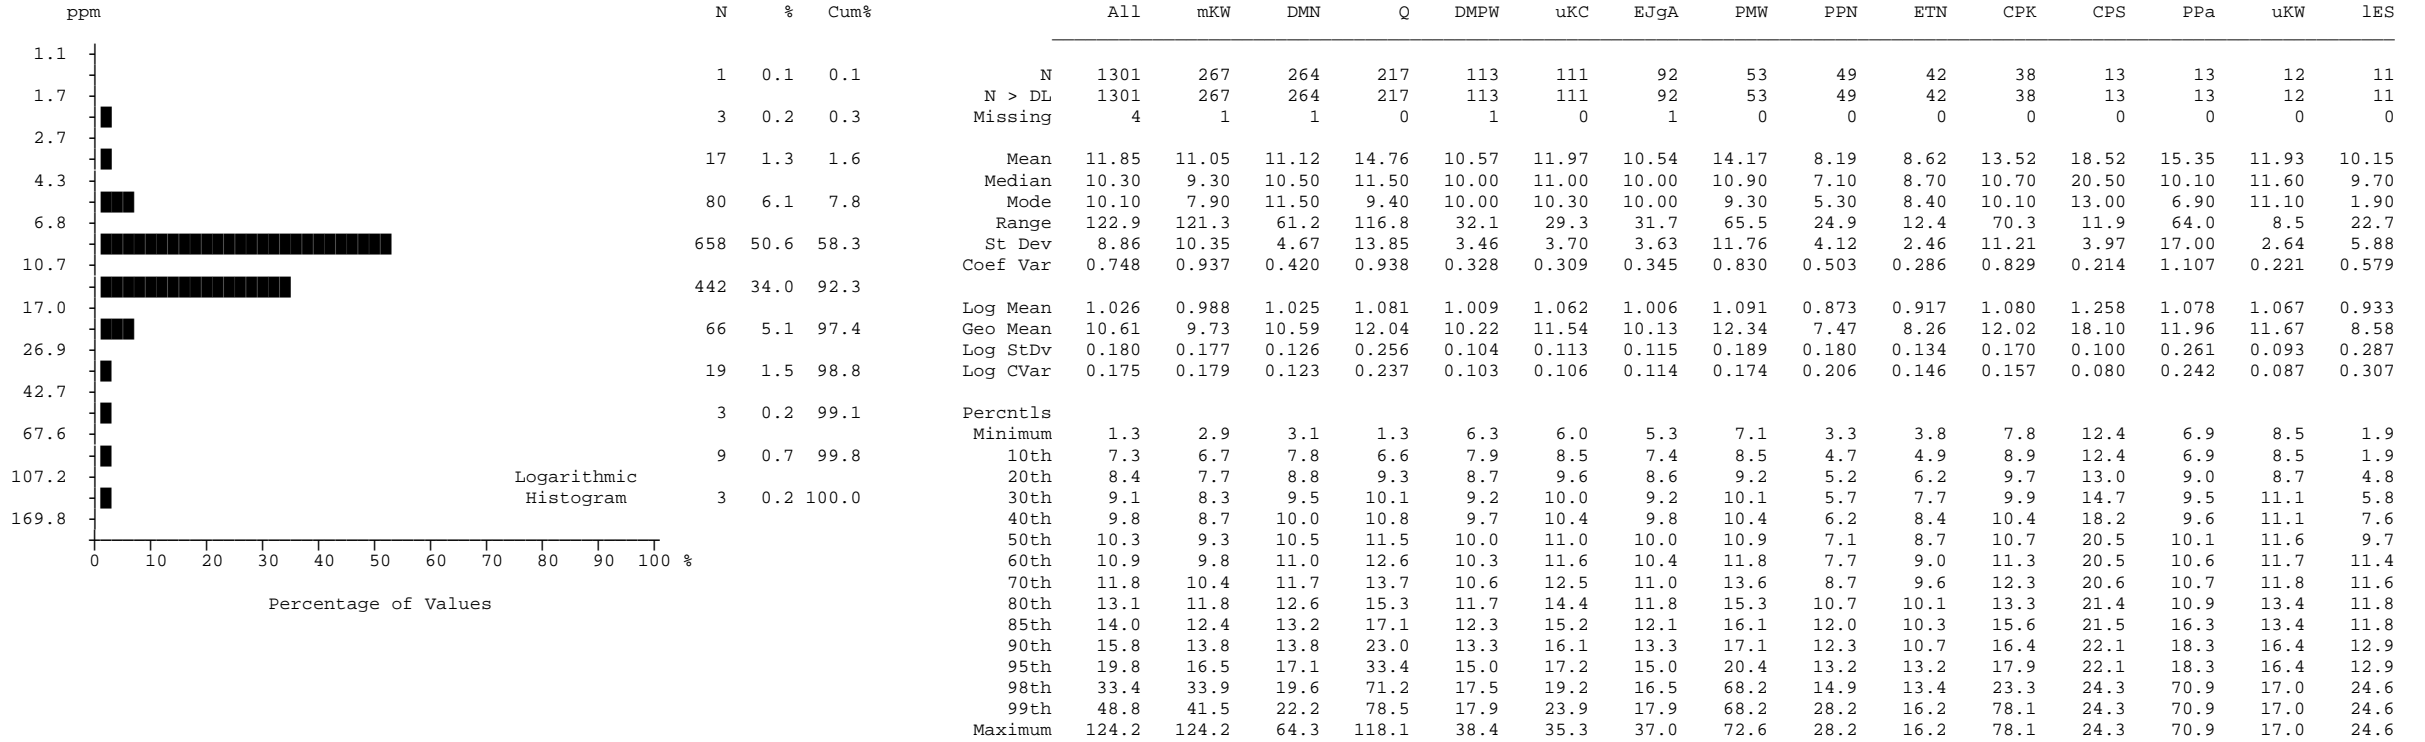 ppm N % Cum% All mKW DMN Q DMPW uKC EJgA PMW PPN ETN CPK CPS PPa uKW lES
1.1
1 0.1 0.1 N 1301 267 264 217 113 111 92 53 49 42 38 13 13 12 11
1.7 N > DL 1301 267 264 217 113 111 92 53 49 42 38 13 13 12 11
3 0.2 0.3 Missing 4 1 1 0 1 0 1 0 0 0 0 0 0 0 0
2.7
17 1.3 1.6 Mean 11.85 11.05 11.12 14.76 10.57 11.97 10.54 14.17 8.19 8.62 13.52 18.52 15.35 11.93 10.15
4.3 Median 10.30 9.30 10.50 11.50 10.00 11.00 10.00 10.90 7.10 8.70 10.70 20.50 10.10 11.60 9.70
80 6.1 7.8 Mode 10.10 7.90 11.50 9.40 10.00 10.30 10.00 9.30 5.30 8.40 10.10 13.00 6.90 11.10 1.90
6.8 Range 122.9 121.3 61.2 116.8 32.1 29.3 31.7 65.5 24.9 12.4 70.3 11.9 64.0 8.5 22.7
658 50.6 58.3 St Dev 8.86 10.35 4.67 13.85 3.46 3.70 3.63 11.76 4.12 2.46 11.21 3.97 17.00 2.64 5.88
10.7 Coef Var 0.748 0.937 0.420 0.938 0.328 0.309 0.345 0.830 0.503 0.286 0.829 0.214 1.107 0.221 0.579
442 34.0 92.3
17.0 Log Mean 1.026 0.988 1.025 1.081 1.009 1.062 1.006 1.091 0.873 0.917 1.080 1.258 1.078 1.067 0.933
66 5.1 97.4 Geo Mean 10.61 9.73 10.59 12.04 10.22 11.54 10.13 12.34 7.47 8.26 12.02 18.10 11.96 11.67 8.58
26.9 Log StDv 0.180 0.177 0.126 0.256 0.104 0.113 0.115 0.189 0.180 0.134 0.170 0.100 0.261 0.093 0.287
19 1.5 98.8 Log CVar 0.175 0.179 0.123 0.237 0.103 0.106 0.114 0.174 0.206 0.146 0.157 0.080 0.242 0.087 0.307
42.7
3 0.2 99.1 Percntls
67.6 Minimum 1.3 2.9 3.1 1.3 6.3 6.0 5.3 7.1 3.3 3.8 7.8 12.4 6.9 8.5 1.9
9 0.7 99.8 10th 7.3 6.7 7.8 6.6 7.9 8.5 7.4 8.5 4.7 4.9 8.9 12.4 6.9 8.5 1.9
107.2 Logarithmic 20th 8.4 7.7 8.8 9.3 8.7 9.6 8.6 9.2 5.2 6.2 9.7 13.0 9.0 8.7 4.8
Histogram 3 0.2 100.0 30th 9.1 8.3 9.5 10.1 9.2 10.0 9.2 10.1 5.7 7.7 9.9 14.7 9.5 11.1 5.8
169.8 40th 9.8 8.7 10.0 10.8 9.7 10.4 9.8 10.4 6.2 8.4 10.4 18.2 9.6 11.1 7.6
50th 10.3 9.3 10.5 11.5 10.0 11.0 10.0 10.9 7.1 8.7 10.7 20.5 10.1 11.6 9.7
0 10 20 30 40 50 60 70 80 90 100 % 60th 10.9 9.8 11.0 12.6 10.3 11.6 10.4 11.8 7.7 9.0 11.3 20.5 10.6 11.7 11.4
70th 11.8 10.4 11.7 13.7 10.6 12.5 11.0 13.6 8.7 9.6 12.3 20.6 10.7 11.8 11.6
Percentage of Values 80th 13.1 11.8 12.6 15.3 11.7 14.4 11.8 15.3 10.7 10.1 13.3 21.4 10.9 13.4 11.8
85th 14.0 12.4 13.2 17.1 12.3 15.2 12.1 16.1 12.0 10.3 15.6 21.5 16.3 13.4 11.8
90th 15.8 13.8 13.8 23.0 13.3 16.1 13.3 17.1 12.3 10.7 16.4 22.1 18.3 16.4 12.9
95th 19.8 16.5 17.1 33.4 15.0 17.2 15.0 20.4 13.2 13.2 17.9 22.1 18.3 16.4 12.9
98th 33.4 33.9 19.6 71.2 17.5 19.2 16.5 68.2 14.9 13.4 23.3 24.3 70.9 17.0 24.6
99th 48.8 41.5 22.2 78.5 17.9 23.9 17.9 68.2 28.2 16.2 78.1 24.3 70.9 17.0 24.6
Maximum 124.2 124.2 64.3 118.1 38.4 35.3 37.0 72.6 28.2 16.2 78.1 24.3 70.9 17.0 24.6